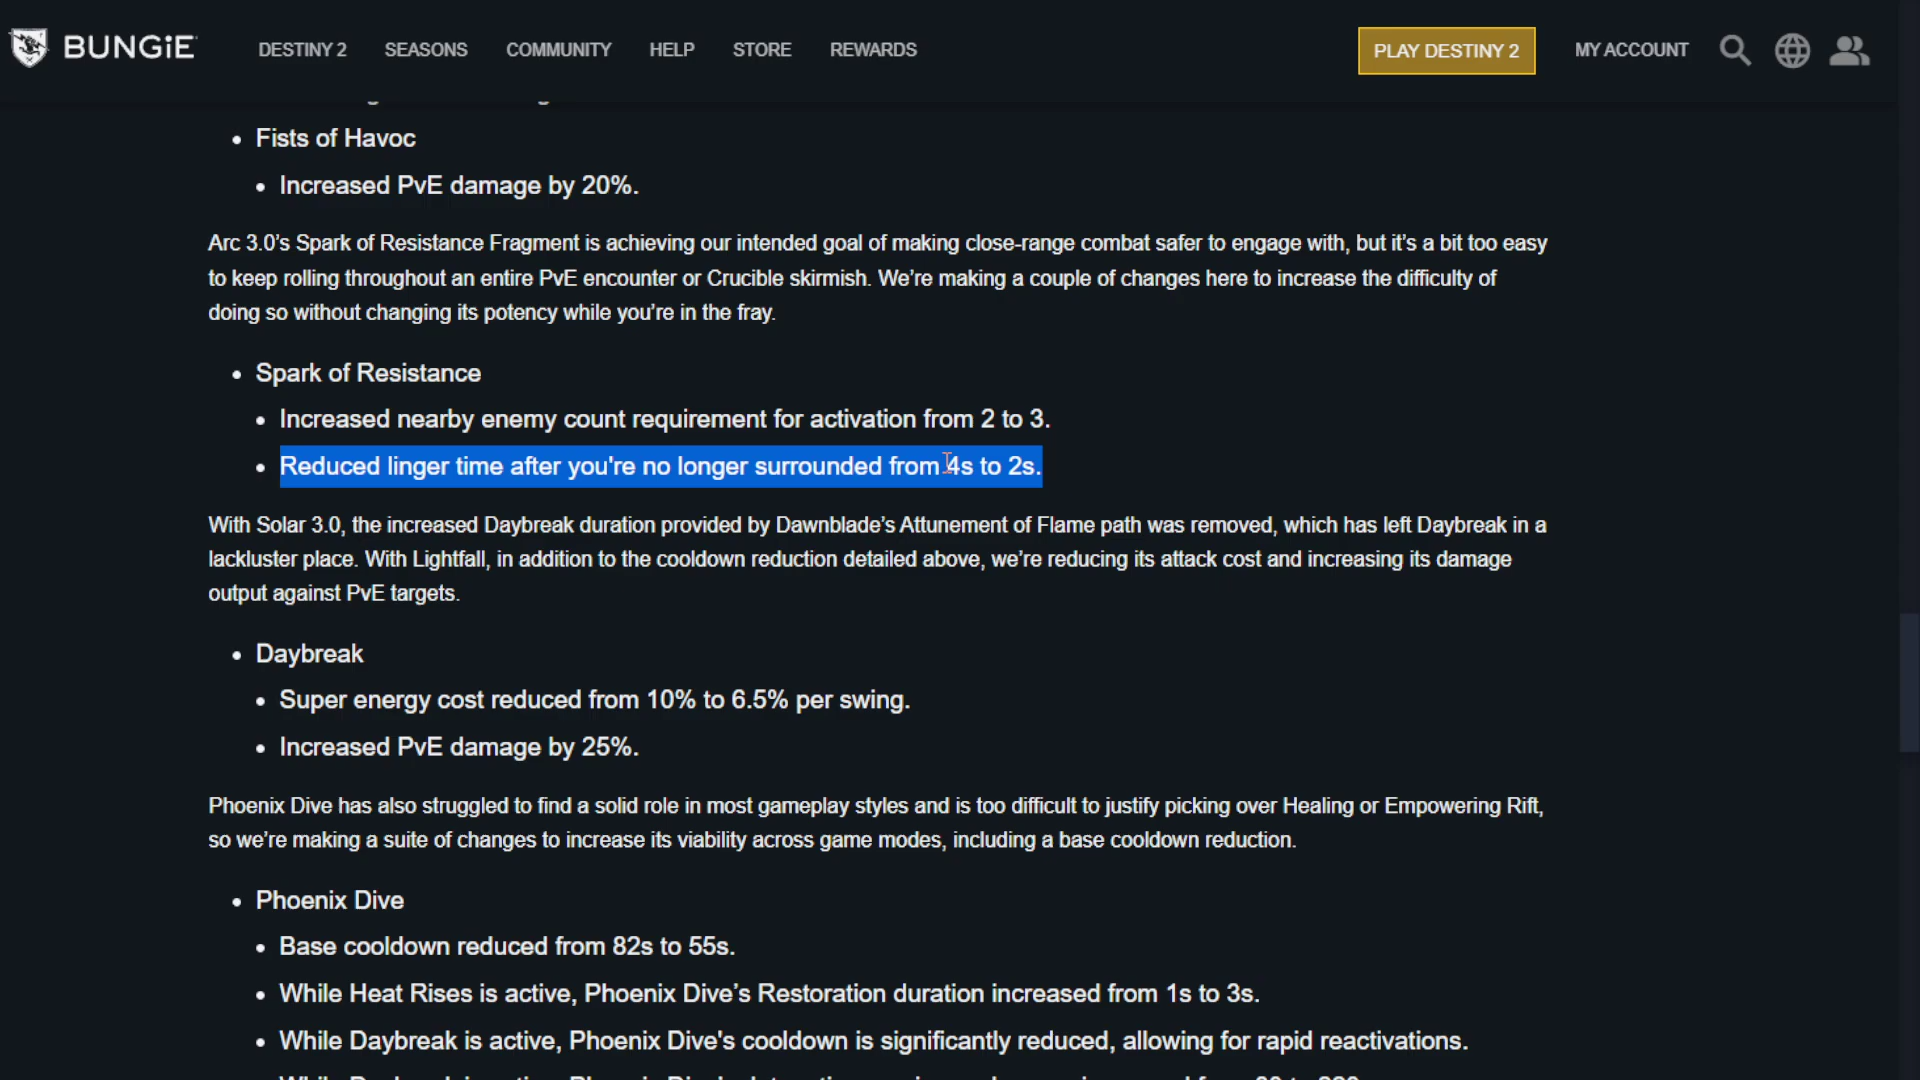 BUNGiE
DESTINY 2 SEASONS COMMUNITY HELP STORE REWARDS
PLAY DESTINY 2 MY ACCOUNT
• Fists of Havoc
• Increased PvE damage by 20%.
Arc 3.0’s Spark of Resistance Fragment is achieving our intended goal of making close-range combat safer to engage with, but it’s a bit too easy
to keep rolling throughout an entire PvE encounter or Crucible skirmish. We’re making a couple of changes here to increase the difficulty of
doing so without changing its potency while you’re in the fray.
• Spark of Resistance
• Increased nearby enemy count requirement for activation from 2 to 3.
• Reduced linger time after you're no longer surrounded from 4s to 2s.
With Solar 3.0, the increased Daybreak duration provided by Dawnblade’s Attunement of Flame path was removed, which has left Daybreak in a
lackluster place. With Lightfall, in addition to the cooldown reduction detailed above, we’re reducing its attack cost and increasing its damage
output against PvE targets.
• Daybreak
• Super energy cost reduced from 10% to 6.5% per swing.
• Increased PvE damage by 25%.
Phoenix Dive has also struggled to find a solid role in most gameplay styles and is too difficult to justify picking over Healing or Empowering Rift,
so we’re making a suite of changes to increase its viability across game modes, including a base cooldown reduction.
• Phoenix Dive
• Base cooldown reduced from 82s to 55s.
• While Heat Rises is active, Phoenix Dive’s Restoration duration increased from 1s to 3s.
• While Daybreak is active, Phoenix Dive's cooldown is significantly reduced, allowing for rapid reactivations.